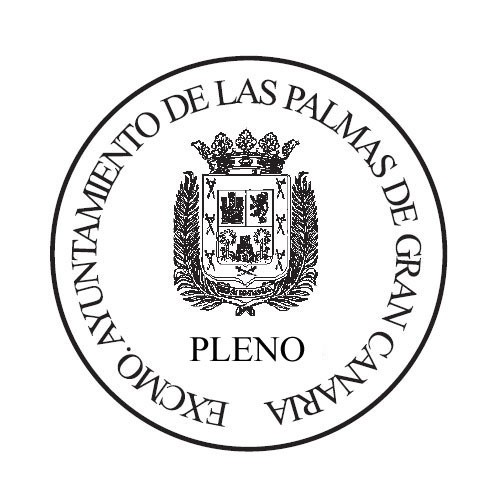 EXCMO. AYUNTAMIENTO DE LAS PALMAS DE GRAN CANARIA
PLENO